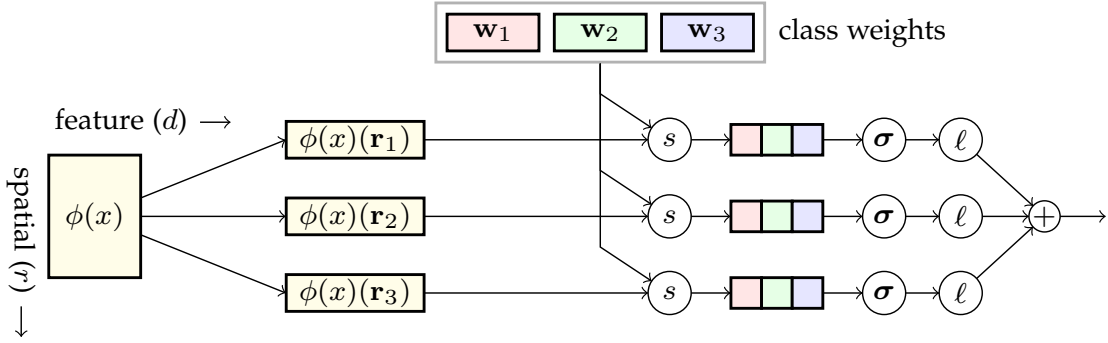 w₁ w₂ w₃ class weights
feature (d) →
spatial (r) →
ϕ(x)
ϕ(x)(r₁) s σ ℓ
ϕ(x)(r₂) s σ ℓ +
ϕ(x)(r₃) s σ ℓ